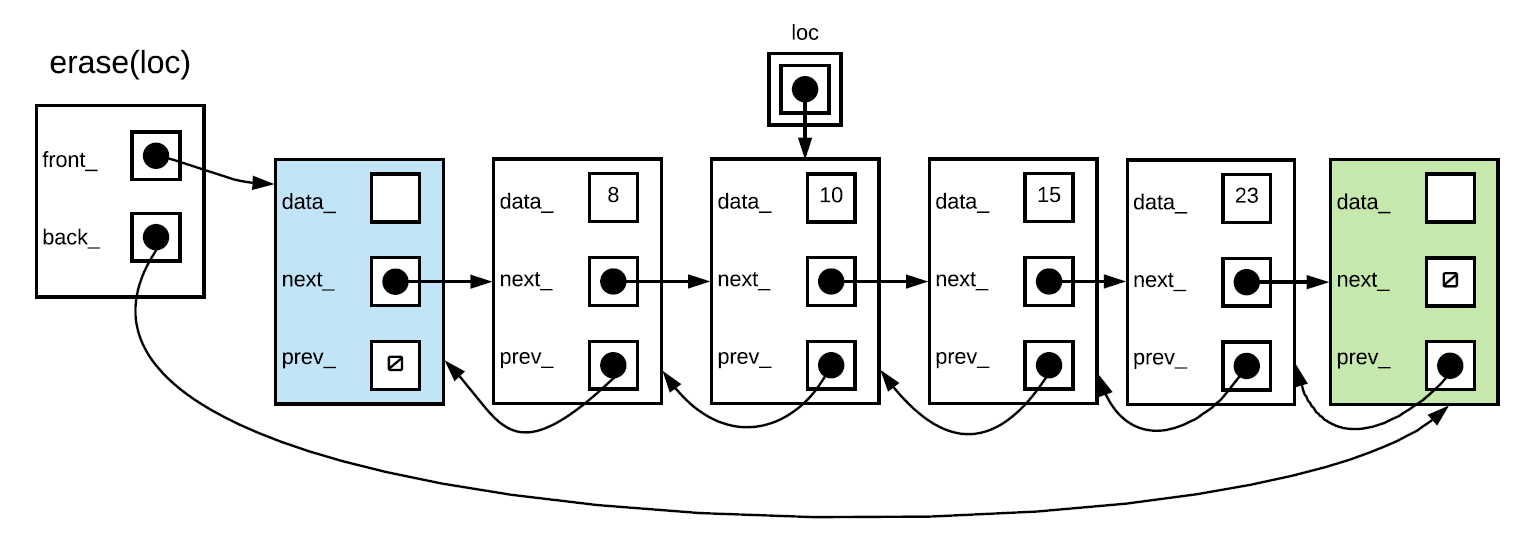 loc
erase(loc)
front_
back_
data_
next_
prev_
data_ 8
next_
prev_
data_ 10
next_
prev_
data_ 15
next_
prev_
data_ 23
next_
prev_
data_
next_
prev_